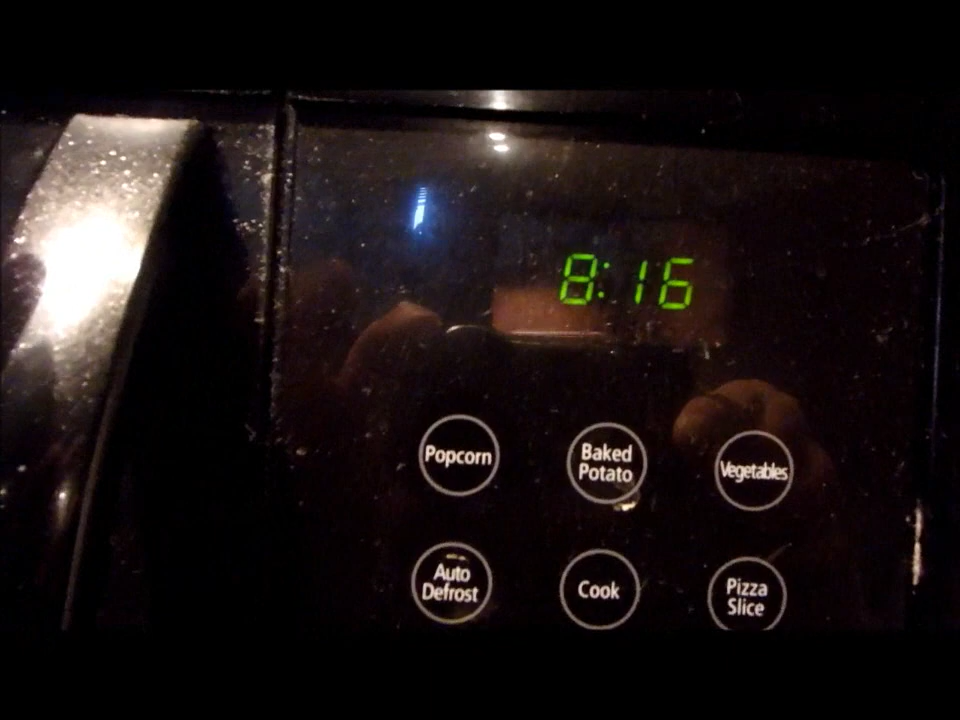 8:16
Popcorn
Baked
Potato
Vegetables
Auto
Defrost
Cook
Pizza
Slice